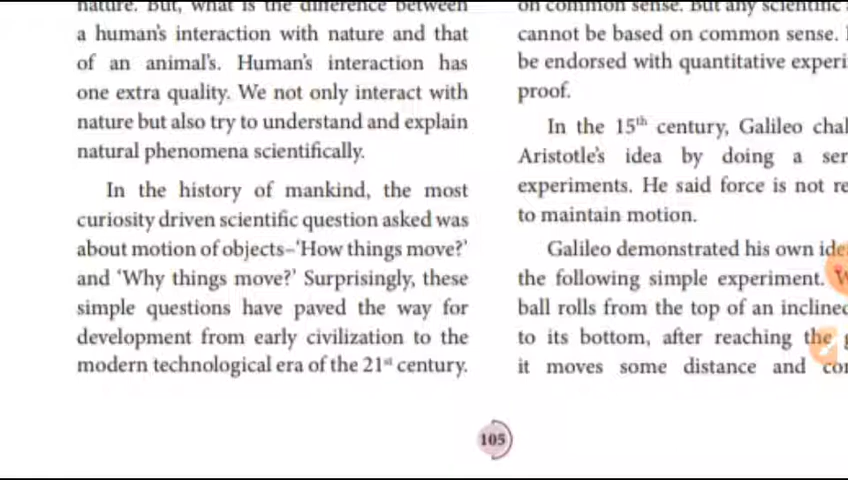 nature. But, what is the difference between
a human's interaction with nature and that
of an animal's. Human's interaction has
one extra quality. We not only interact with
nature but also try to understand and explain
natural phenomena scientifically.
In the history of mankind, the most
curiosity driven scientific question asked was
about motion of objects–'How things move?'
and 'Why things move?' Surprisingly, these
simple questions have paved the way for
development from early civilization to the
modern technological era of the 21st century.
on common sense. But any scientific
cannot be based on common sense.
be endorsed with quantitative experi
proof.
In the 15th century, Galileo chal
Aristotle's idea by doing a ser
experiments. He said force is not re
to maintain motion.
Galileo demonstrated his own ide
the following simple experiment. W
ball rolls from the top of an inclined
to its bottom, after reaching the g
it moves some distance and con
105